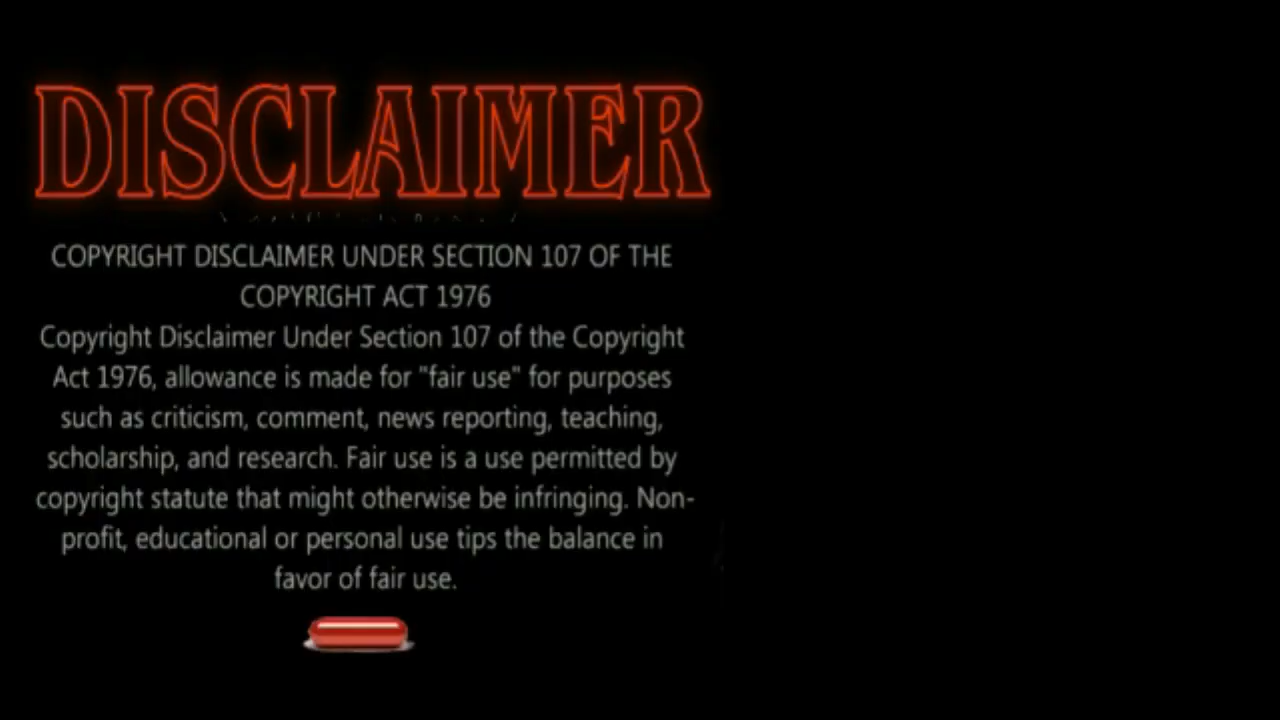 DISCLAIMER
COPYRIGHT DISCLAIMER UNDER SECTION 107 OF THE
COPYRIGHT ACT 1976
Copyright Disclaimer Under Section 107 of the Copyright
Act 1976, allowance is made for "fair use" for purposes
such as criticism, comment, news reporting, teaching,
scholarship, and research. Fair use is a use permitted by
copyright statute that might otherwise be infringing. Non-
profit, educational or personal use tips the balance in
favor of fair use.